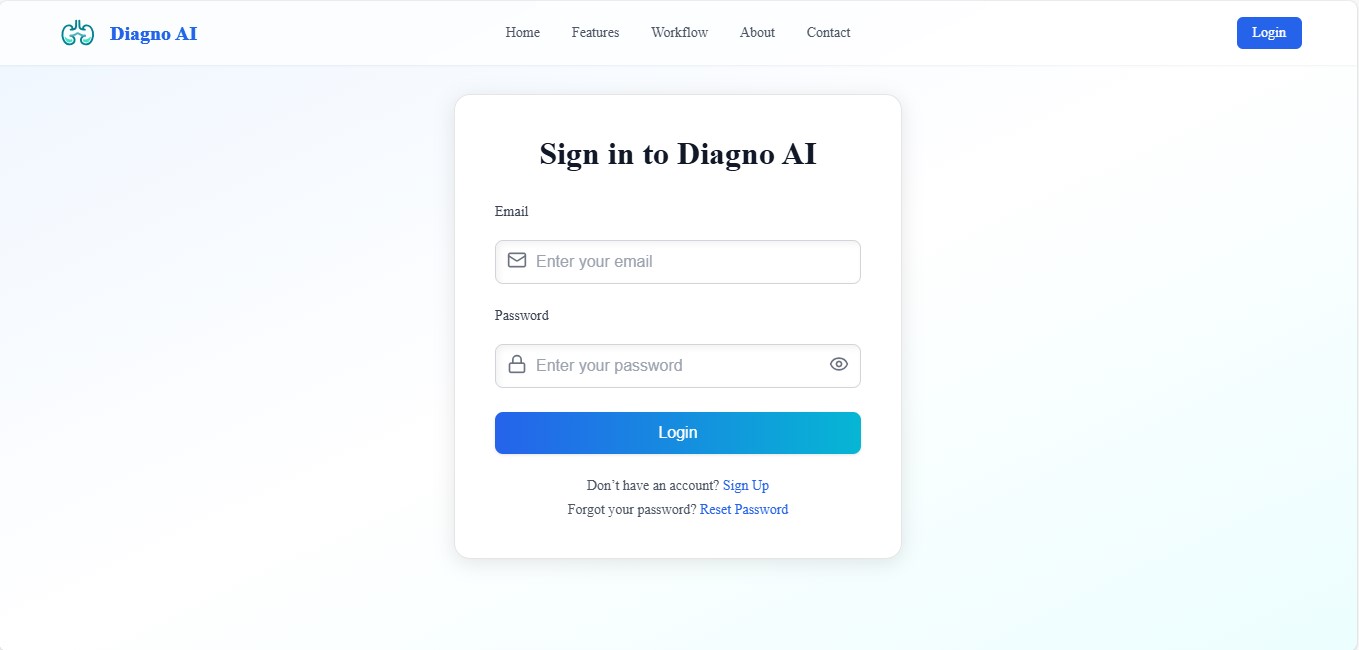 Diagno AI
Home Features Workflow About Contact
Login
Sign in to Diagno AI
Email
Enter your email
Password
Enter your password
Login
Don’t have an account? Sign Up
Forgot your password? Reset Password